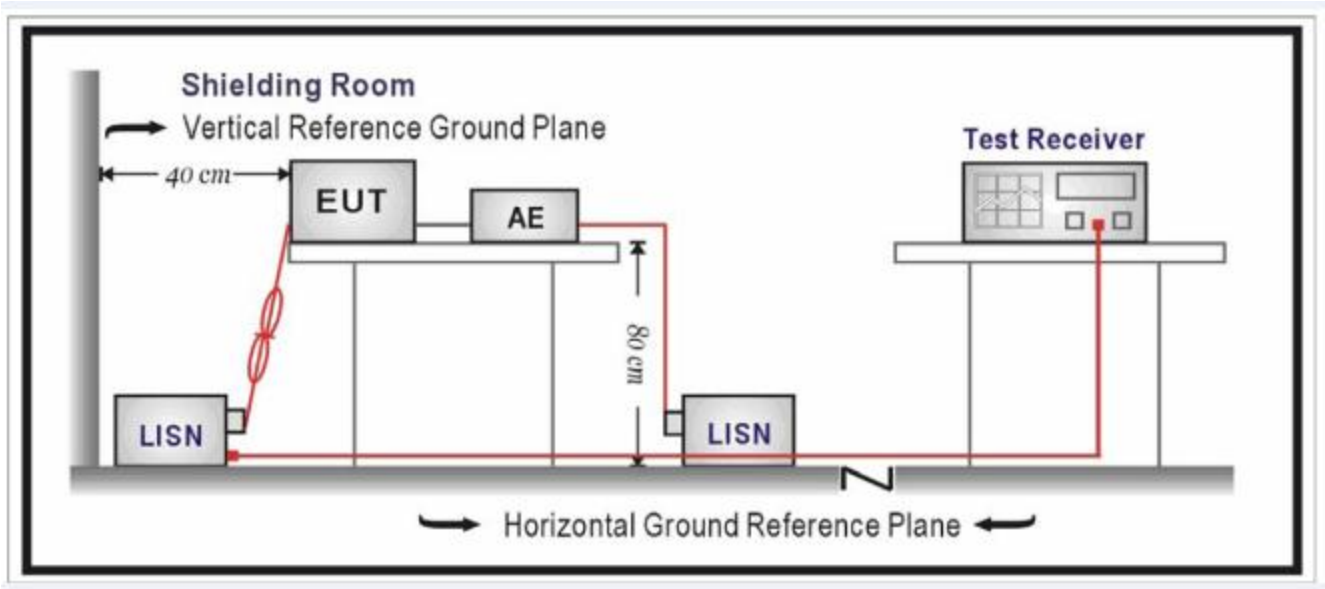 Shielding Room
Vertical Reference Ground Plane
Test Receiver
40 cm
EUT
AE
80 cm
LISN
LISN
Horizontal Ground Reference Plane